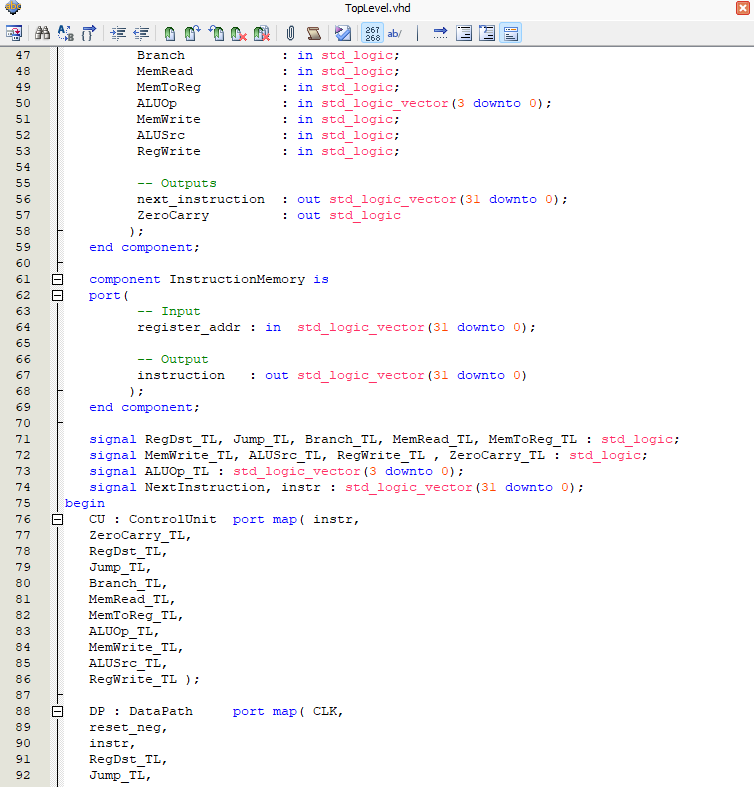 TopLevel.vhd
267
268
ab/
47 Branch : in std_logic;
48 MemRead : in std_logic;
49 MemToReg : in std_logic;
50 ALUOp : in std_logic_vector(3 downto 0);
51 MemWrite : in std_logic;
52 ALUSrc : in std_logic;
53 RegWrite : in std_logic;
54
55 -- Outputs
56 next_instruction : out std_logic_vector(31 downto 0);
57 ZeroCarry : out std_logic
58 );
59 end component;
60
61 component InstructionMemory is
62 port(
63 -- Input
64 register_addr : in std_logic_vector(31 downto 0);
65
66 -- Output
67 instruction : out std_logic_vector(31 downto 0)
68 );
69 end component;
70
71 signal RegDst_TL, Jump_TL, Branch_TL, MemRead_TL, MemToReg_TL : std_logic;
72 signal MemWrite_TL, ALUSrc_TL, RegWrite_TL , ZeroCarry_TL : std_logic;
73 signal ALUOp_TL : std_logic_vector(3 downto 0);
74 signal NextInstruction, instr : std_logic_vector(31 downto 0);
75 begin
76 CU : ControlUnit port map( instr,
77 ZeroCarry_TL,
78 RegDst_TL,
79 Jump_TL,
80 Branch_TL,
81 MemRead_TL,
82 MemToReg_TL,
83 ALUOp_TL,
84 MemWrite_TL,
85 ALUSrc_TL,
86 RegWrite_TL );
87
88 DP : DataPath port map( CLK,
89 reset_neg,
90 instr,
91 RegDst_TL,
92 Jump_TL,